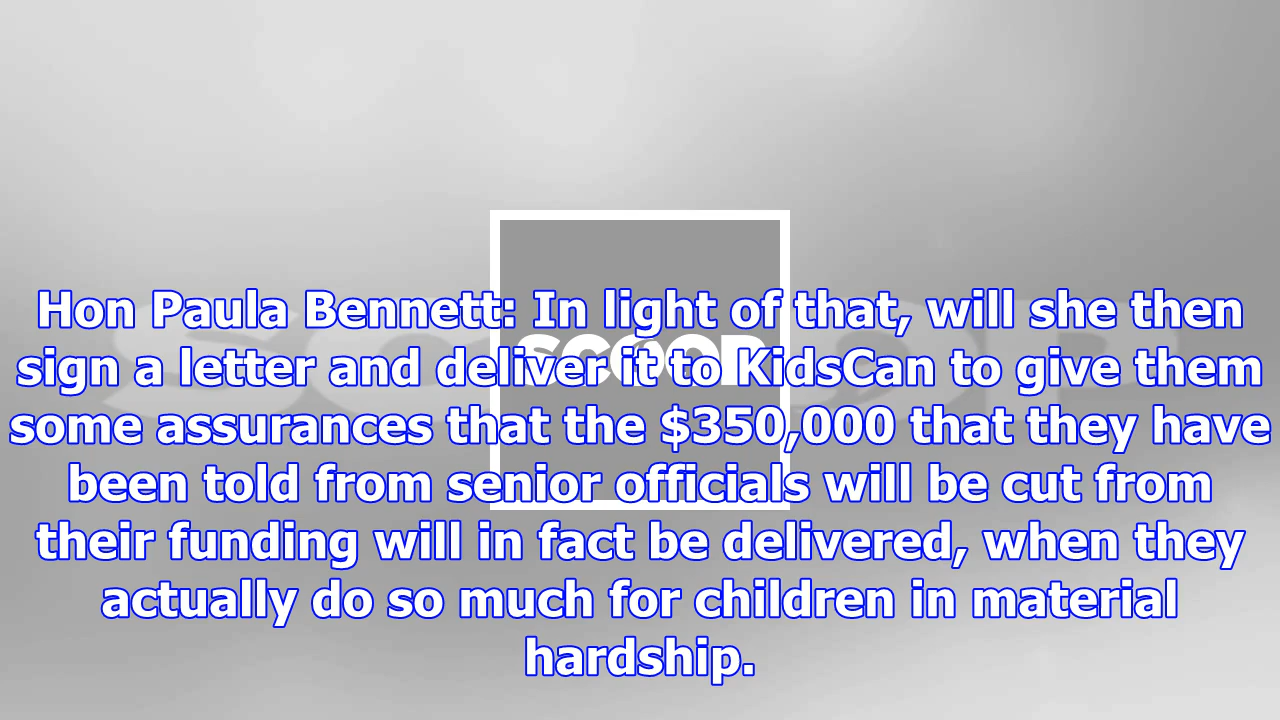 Hon Paula Bennett: In light of that, will she then
sign a letter and deliver it to KidsCan to give them
some assurances that the $350,000 that they have
been told from senior officials will be cut from
their funding will in fact be delivered, when they
actually do so much for children in material
hardship.
SCOOP
SCOOP